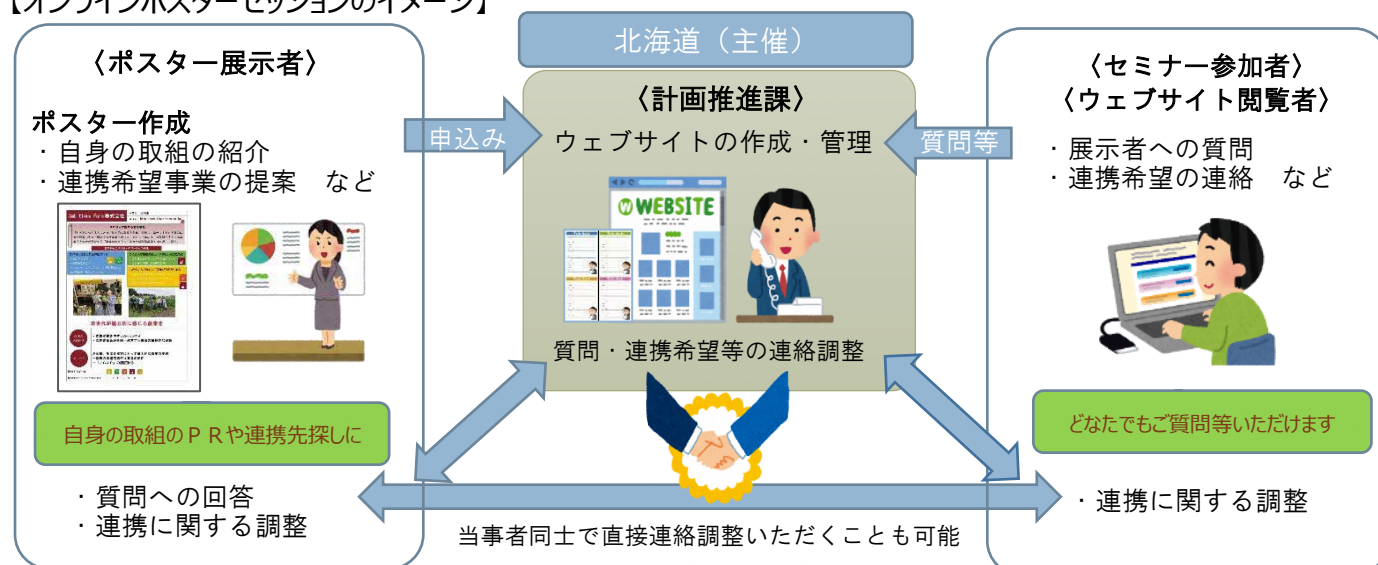 【オンラインポスターセッションのイメージ】
〈ポスター展示者〉
ポスター作成
・自身の取組の紹介
・連携希望事業の提案　など
自身の取組のＰＲや連携先探しに
・質問への回答
・連携に関する調整
申込み
北海道（主催）
〈計画推進課〉
ウェブサイトの作成・管理
WEBSITE
質問・連携希望等の連絡調整
当事者同士で直接連絡調整いただくことも可能
質問等
〈セミナー参加者〉
〈ウェブサイト閲覧者〉
・展示者への質問
・連携希望の連絡　など
どなたでもご質問等いただけます
・連携に関する調整